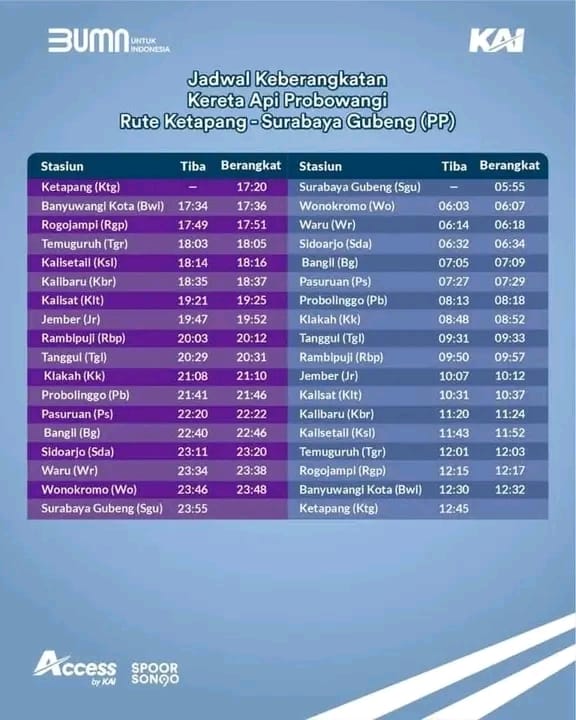 BUMN UNTUK INDONESIA
KAI
Jadwal Keberangkatan
Kereta Api Probowangi
Rute Ketapang - Surabaya Gubeng (PP)
Stasiun Tiba Berangkat Stasiun Tiba Berangkat
Ketapang (Ktg) — 17:20 Surabaya Gubeng (Sgu) — 05:55
Banyuwangi Kota (Bwi) 17:34 17:36 Wonokromo (Wo) 06:03 06:07
Rogojampi (Rgp) 17:49 17:51 Waru (Wr) 06:14 06:18
Temuguruh (Tgr) 18:03 18:05 Sidoarjo (Sda) 06:32 06:34
Kalisetail (Ksl) 18:14 18:16 Bangil (Bg) 07:05 07:09
Kalibaru (Kbr) 18:35 18:37 Pasuruan (Ps) 07:27 07:29
Kalisat (Klt) 19:21 19:25 Probolinggo (Pb) 08:13 08:18
Jember (Jr) 19:47 19:52 Klakah (Kk) 08:48 08:52
Rambipuji (Rbp) 20:03 20:12 Tanggul (Tgl) 09:31 09:33
Tanggul (Tgl) 20:29 20:31 Rambipuji (Rbp) 09:50 09:57
Klakah (Kk) 21:08 21:10 Jember (Jr) 10:07 10:12
Probolinggo (Pb) 21:41 21:46 Kalisat (Klt) 10:31 10:37
Pasuruan (Ps) 22:20 22:22 Kalibaru (Kbr) 11:20 11:24
Bangil (Bg) 22:40 22:46 Kalisetail (Ksl) 11:43 11:52
Sidoarjo (Sda) 23:11 23:20 Temuguruh (Tgr) 12:01 12:03
Waru (Wr) 23:34 23:38 Rogojampi (Rgp) 12:15 12:17
Wonokromo (Wo) 23:46 23:48 Banyuwangi Kota (Bwi) 12:30 12:32
Surabaya Gubeng (Sgu) 23:55 Ketapang (Ktg) 12:45
Access by KAI
SPOOR
SONGO